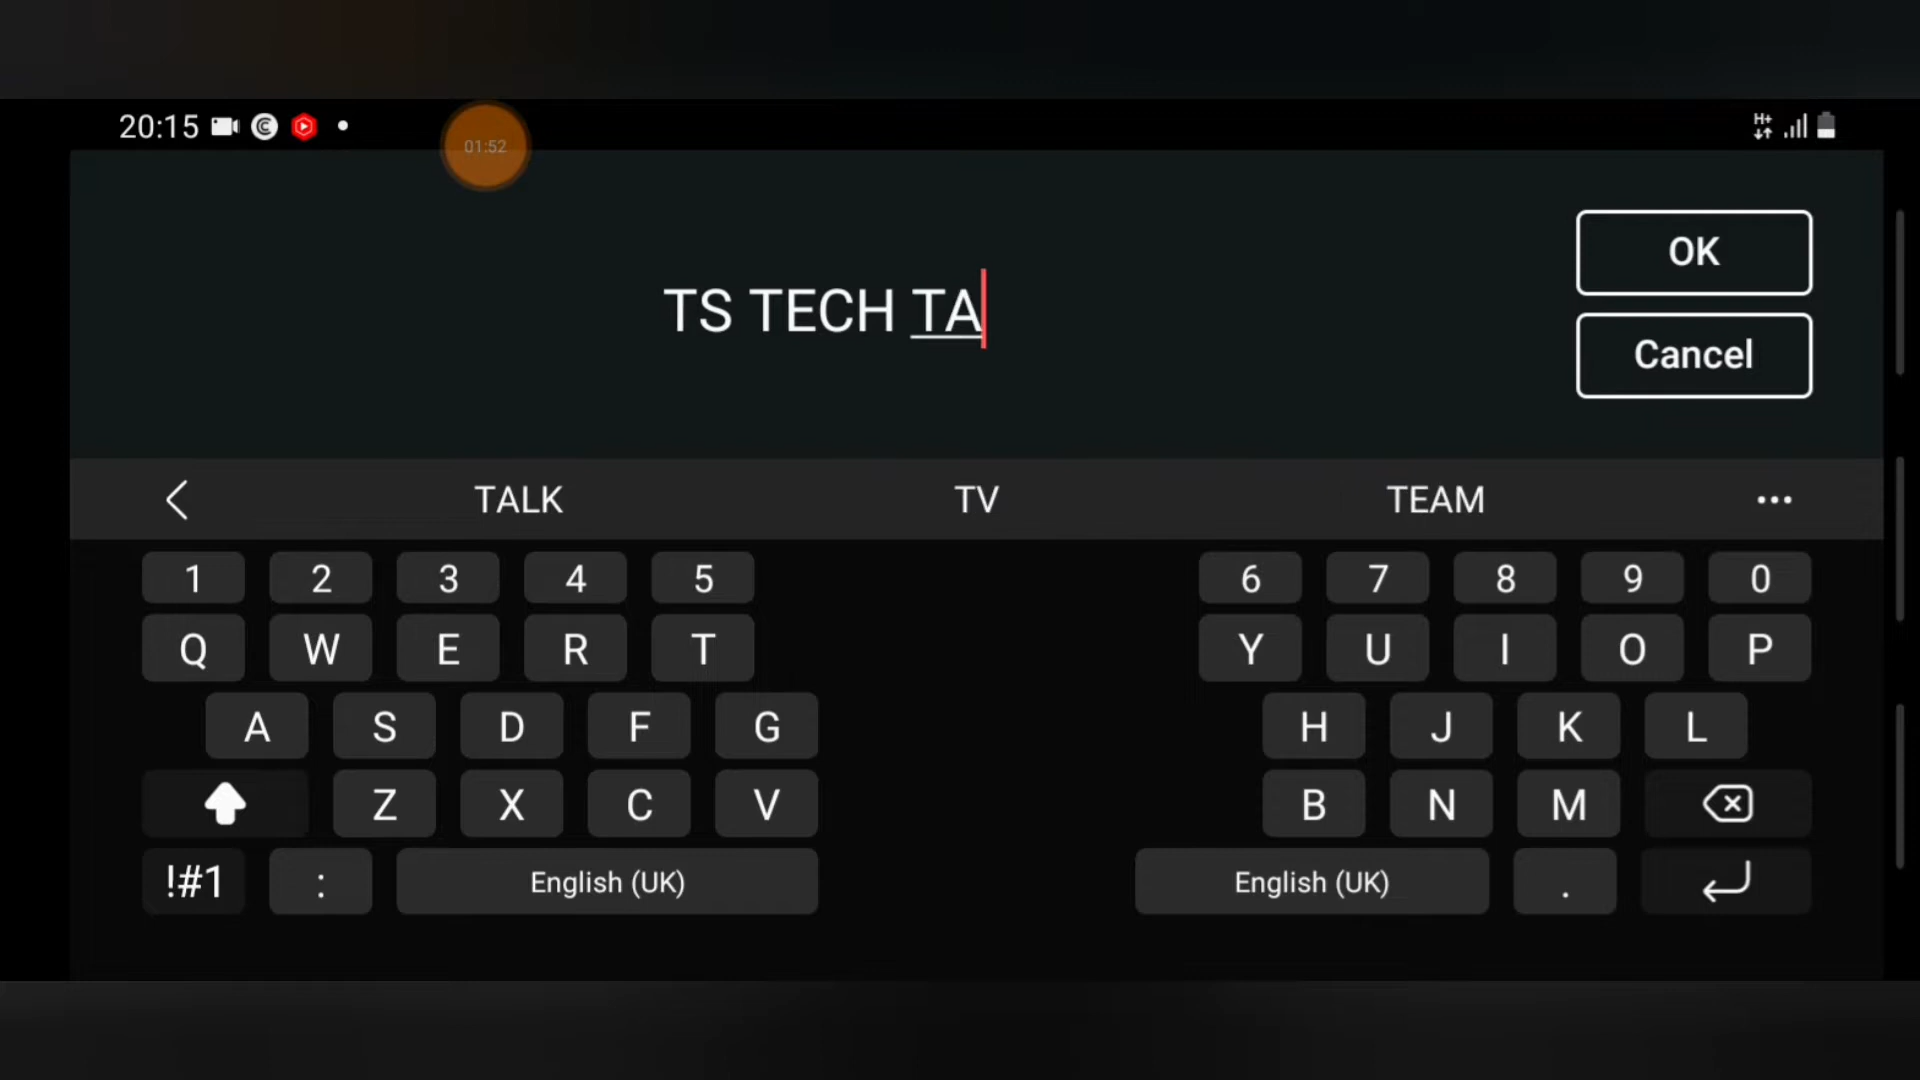 20:15
01:52
H+
TS TECH TA
OK
Cancel
TALK TV TEAM
1 2 3 4 5 6 7 8 9 0
Q W E R T Y U I O P
A S D F G H J K L
Z X C V B N M
!#1 : English (UK) English (UK) .